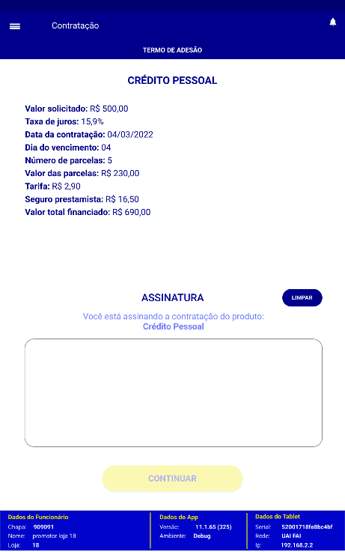 Contratação
TERMO DE ADESÃO
CRÉDITO PESSOAL
Valor solicitado: R$ 500,00
Taxa de juros: 15,9%
Data da contratação: 04/03/2022
Dia do vencimento: 04
Número de parcelas: 5
Valor das parcelas: R$ 230,00
Tarifa: R$ 2,90
Seguro prestamista: R$ 16,50
Valor total financiado: R$ 690,00
ASSINATURA
LIMPAR
Você está assinando a contratação do produto:
Crédito Pessoal
CONTINUAR
Dados do Funcionário
Chapa: 909091
Nome: promotor loja 18
Loja: 18
Dados do App
Versão: 11.1.65 (325)
Ambiente: Debug
Dados do Tablet
Serial: 52001718fa8bc4bf
Rede: UAI FAI
Ip: 192.168.2.2